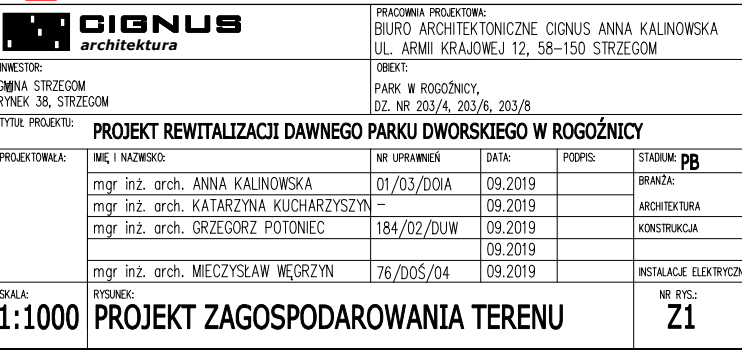 CIGNUS
architektura
PRACOWNIA PROJEKTOWA:
BIURO ARCHITEKTONICZNE CIGNUS ANNA KALINOWSKA
UL. ARMII KRAJOWEJ 12, 58-150 STRZEGOM
INWESTOR:
GMINA STRZEGOM
RYNEK 38, STRZEGOM
OBIEKT:
PARK W ROGOŹNICY,
DZ. NR 203/4, 203/6, 203/8
TYTUŁ PROJEKTU: PROJEKT REWITALIZACJI DAWNEGO PARKU DWORSKIEGO W ROGOŹNICY
PROJEKTOWAŁA: IMIĘ I NAZWISKO: NR UPRAWNIEŃ DATA: PODPIS: STADIUM: PB
mgr inż. arch. ANNA KALINOWSKA 01/03/DOIA 09.2019 BRANŻA:
mgr inż. arch. KATARZYNA KUCHARZYSZYN – 09.2019 ARCHITEKTURA
mgr inż. arch. GRZEGORZ POTONIEC 184/02/DUW 09.2019 KONSTRUKCJA
09.2019
mgr inż. arch. MIECZYSŁAW WĘGRZYN 76/DOŚ/04 09.2019 INSTALACJE ELEKTRYCZN
SKALA:
1:1000
RYSUNEK:
PROJEKT ZAGOSPODAROWANIA TERENU
NR RYS.:
Z1